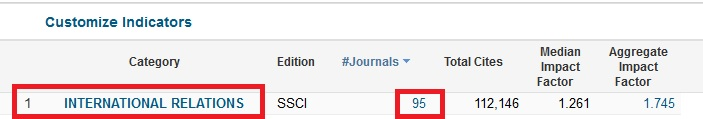 Customize Indicators
Category Edition #Journals Total Cites Median Impact Factor Aggregate Impact Factor
1 INTERNATIONAL RELATIONS SSCI 95 112,146 1.261 1.745